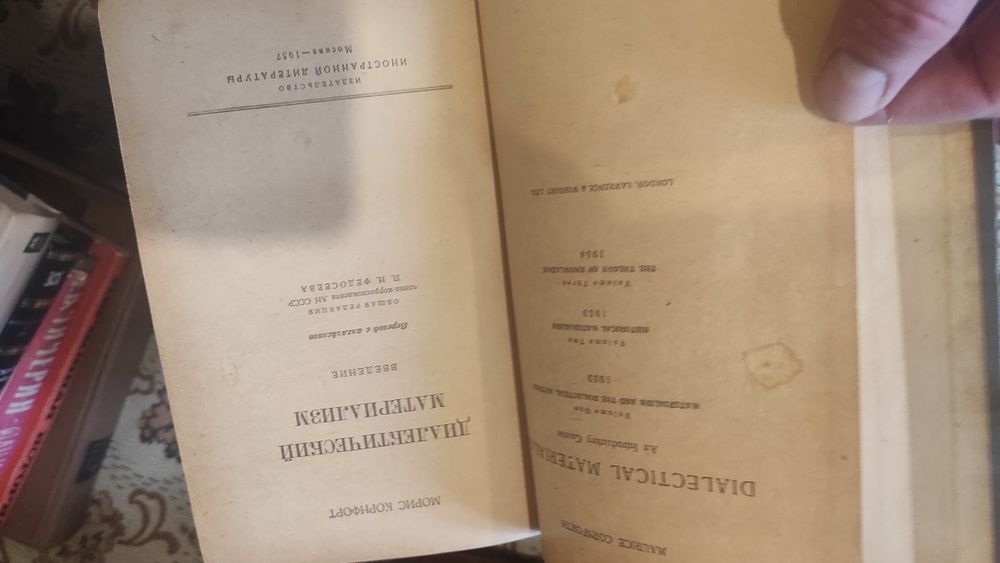 MAURICE CORNFORTH
DIALECTICAL MATERIAL
An Introductory Course
Volume One
MATERIALISM AND THE DIALECTICAL METHOD
1953
Volume Two
HISTORICAL MATERIALISM
1953
Volume Three
THE THEORY OF KNOWLEDGE
1954
LONDON, LAWRENCE & WISHART LTD
МОРИС КОРНФОРТ
ДИАЛЕКТИЧЕСКИЙ
МАТЕРИАЛИЗМ
ВВЕДЕНИЕ
Перевод с английского
ОБЩАЯ РЕДАКЦИЯ
члена-корреспондента АН СССР
П. Н. ФЕДОСЕЕВА
ИЗДАТЕЛЬСТВО
ИНОСТРАННОЙ ЛИТЕРАТУРЫ
Москва—1957